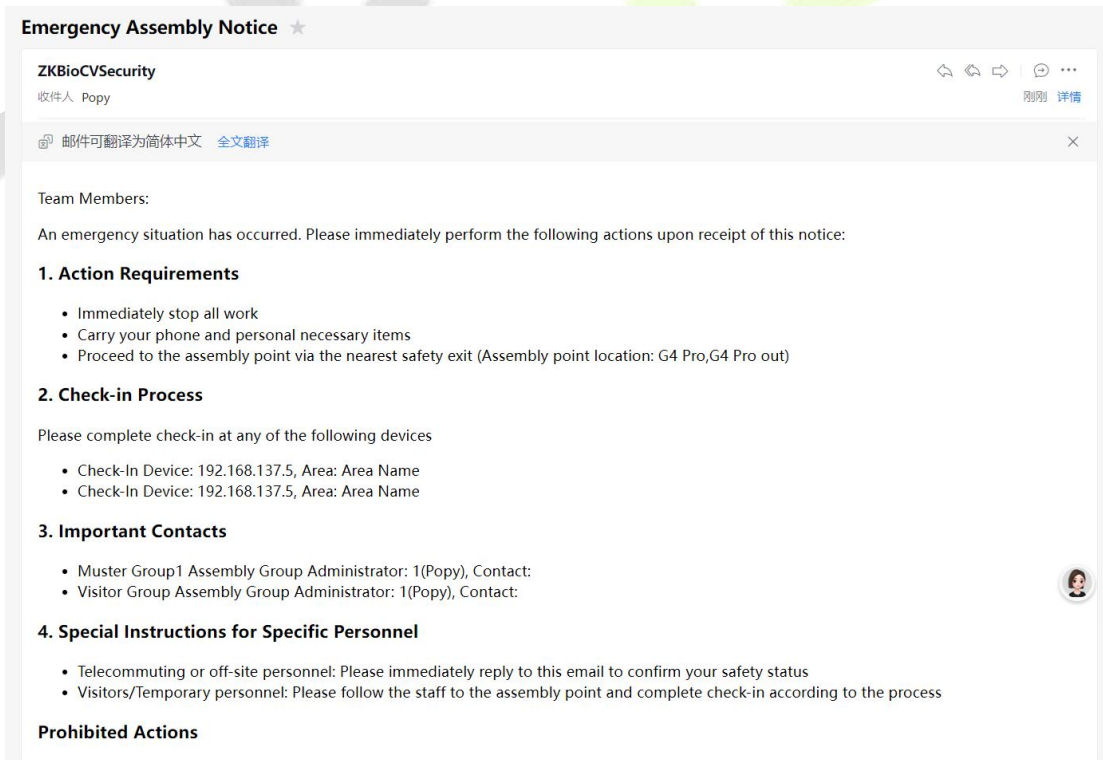 Emergency Assembly Notice
ZKBioCVSecurity
收件人 Popy
刚刚 详情
邮件可翻译为简体中文 全文翻译
Team Members:
An emergency situation has occurred. Please immediately perform the following actions upon receipt of this notice:
1. Action Requirements
• Immediately stop all work
• Carry your phone and personal necessary items
• Proceed to the assembly point via the nearest safety exit (Assembly point location: G4 Pro,G4 Pro out)
2. Check-in Process
Please complete check-in at any of the following devices
• Check-In Device: 192.168.137.5, Area: Area Name
• Check-In Device: 192.168.137.5, Area: Area Name
3. Important Contacts
• Muster Group1 Assembly Group Administrator: 1(Popy), Contact:
• Visitor Group Assembly Group Administrator: 1(Popy), Contact:
4. Special Instructions for Specific Personnel
• Telecommuting or off-site personnel: Please immediately reply to this email to confirm your safety status
• Visitors/Temporary personnel: Please follow the staff to the assembly point and complete check-in according to the process
Prohibited Actions